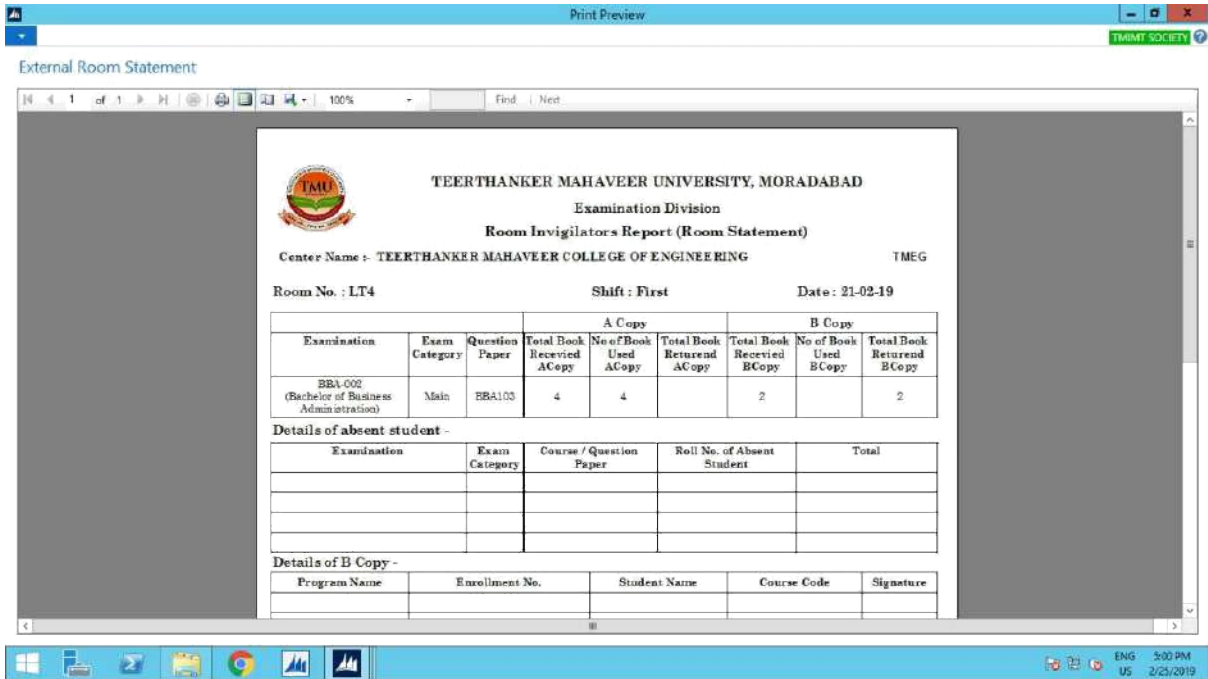 Print Preview
TMIMT SOCIETY
External Room Statement
1 of 1 100% Find Next
TMU
TEERTHANKER MAHAVEER UNIVERSITY, MORADABAD
Examination Division
Room Invigilators Report (Room Statement)
Center Name :- TEERTHANKER MAHAVEER COLLEGE OF ENGINEERING TMEG
Room No. : LT4 Shift : First Date : 21-02-19
A Copy B Copy
Examination Exam Question Total Book No of Book Total Book Total Book No of Book Total Book
Category Paper Recevied Used Returend Recevied Used Returend
ACopy ACopy ACopy BCopy BCopy BCopy
BBA-002
(Bachelor of Business Main BBA103 4 4 2 2
Administration)
Details of absent student -
Examination Exam Course / Question Roll No. of Absent Total
Category Paper Student
Details of B Copy -
Program Name Enrollment No. Student Name Course Code Signature
ENG 5:00 PM
US 2/25/2019